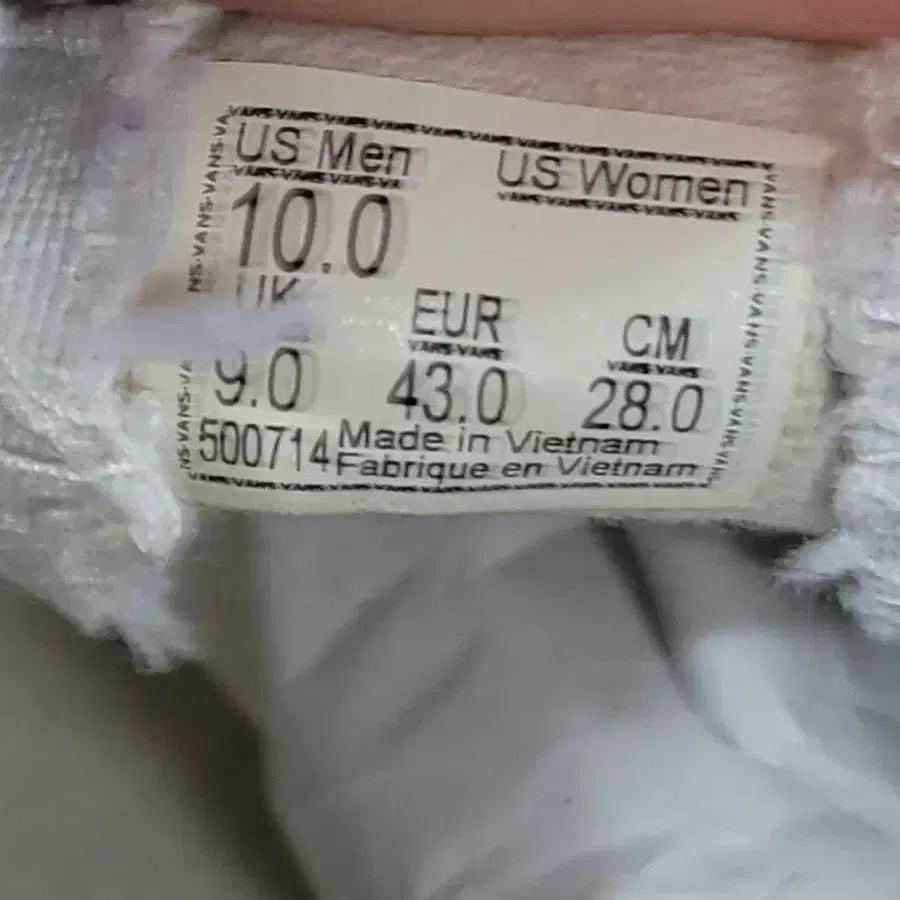 US Men US Women
10.0
UK EUR CM
9.0 43.0 28.0
500714 Made in Vietnam
Fabrique en Vietnam